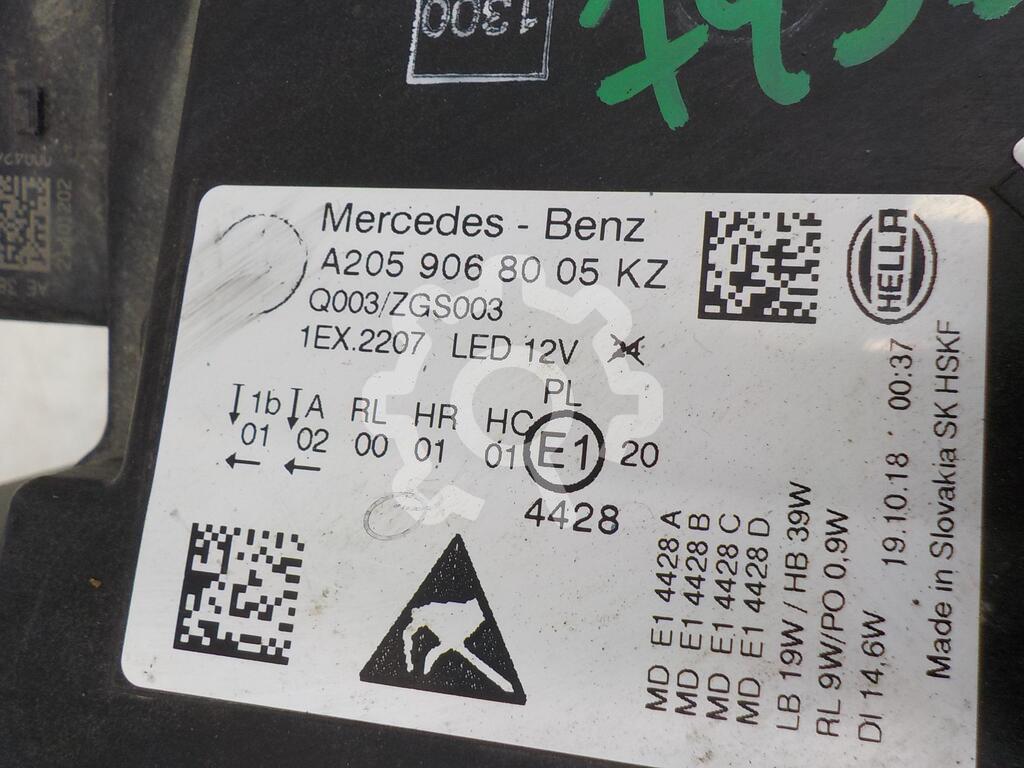 1300
Mercedes - Benz
A205 906 80 05 KZ
Q003/ZGS003
1EX.2207 LED 12V
HELLA
PL
1b A RL HR HC
01 02 00 01 01 E1 20
4428
MD E1 4428 A
MD E1 4428 B
MD E1 4428 C
MD E1 4428 D
LB 19W / HB 39W
RL 9W/PO 0,9W
DI 14,6W
19.10.18 00:37
Made in Slovakia SK HSKF